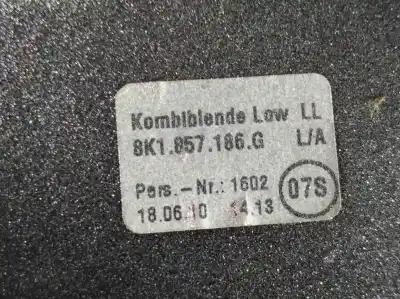 Kombiblende Low LL
8K1.857.186.G L/A
Pers.-Nr.: 1602
07S
18.06.10 14.13